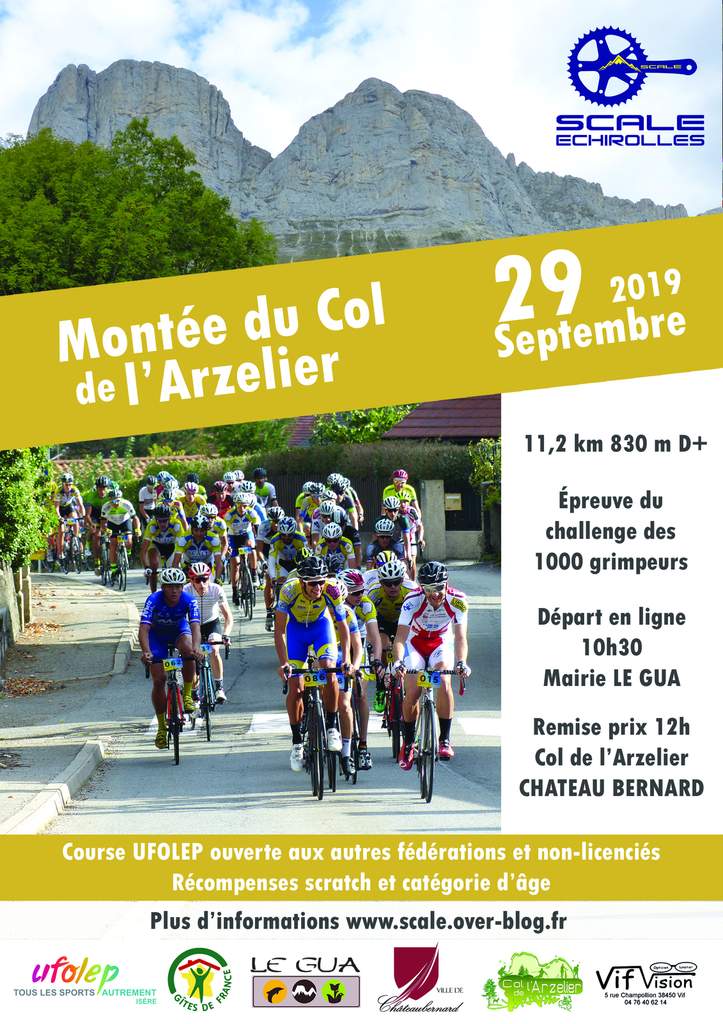 SCALE
SCALE
ECHIROLLES
Montée du Col
de l'Arzelier
29 2019
Septembre
11,2 km 830 m D+
Épreuve du
challenge des
1000 grimpeurs
Départ en ligne
10h30
Mairie LE GUA
Remise prix 12h
Col de l'Arzelier
CHATEAU BERNARD
086
015
Course UFOLEP ouverte aux autres fédérations et non-licenciés
Récompenses scratch et catégorie d'âge
Plus d'informations www.scale.over-blog.fr
ufolep
TOUS LES SPORTS AUTREMENT
ISÈRE
GÎTES DE FRANCE
LE GUA
VILLE DE
Châteaubernard
Col de l'Arzelier
Vif Vision
5 rue Champollion 38450 Vif
04 76 40 62 14